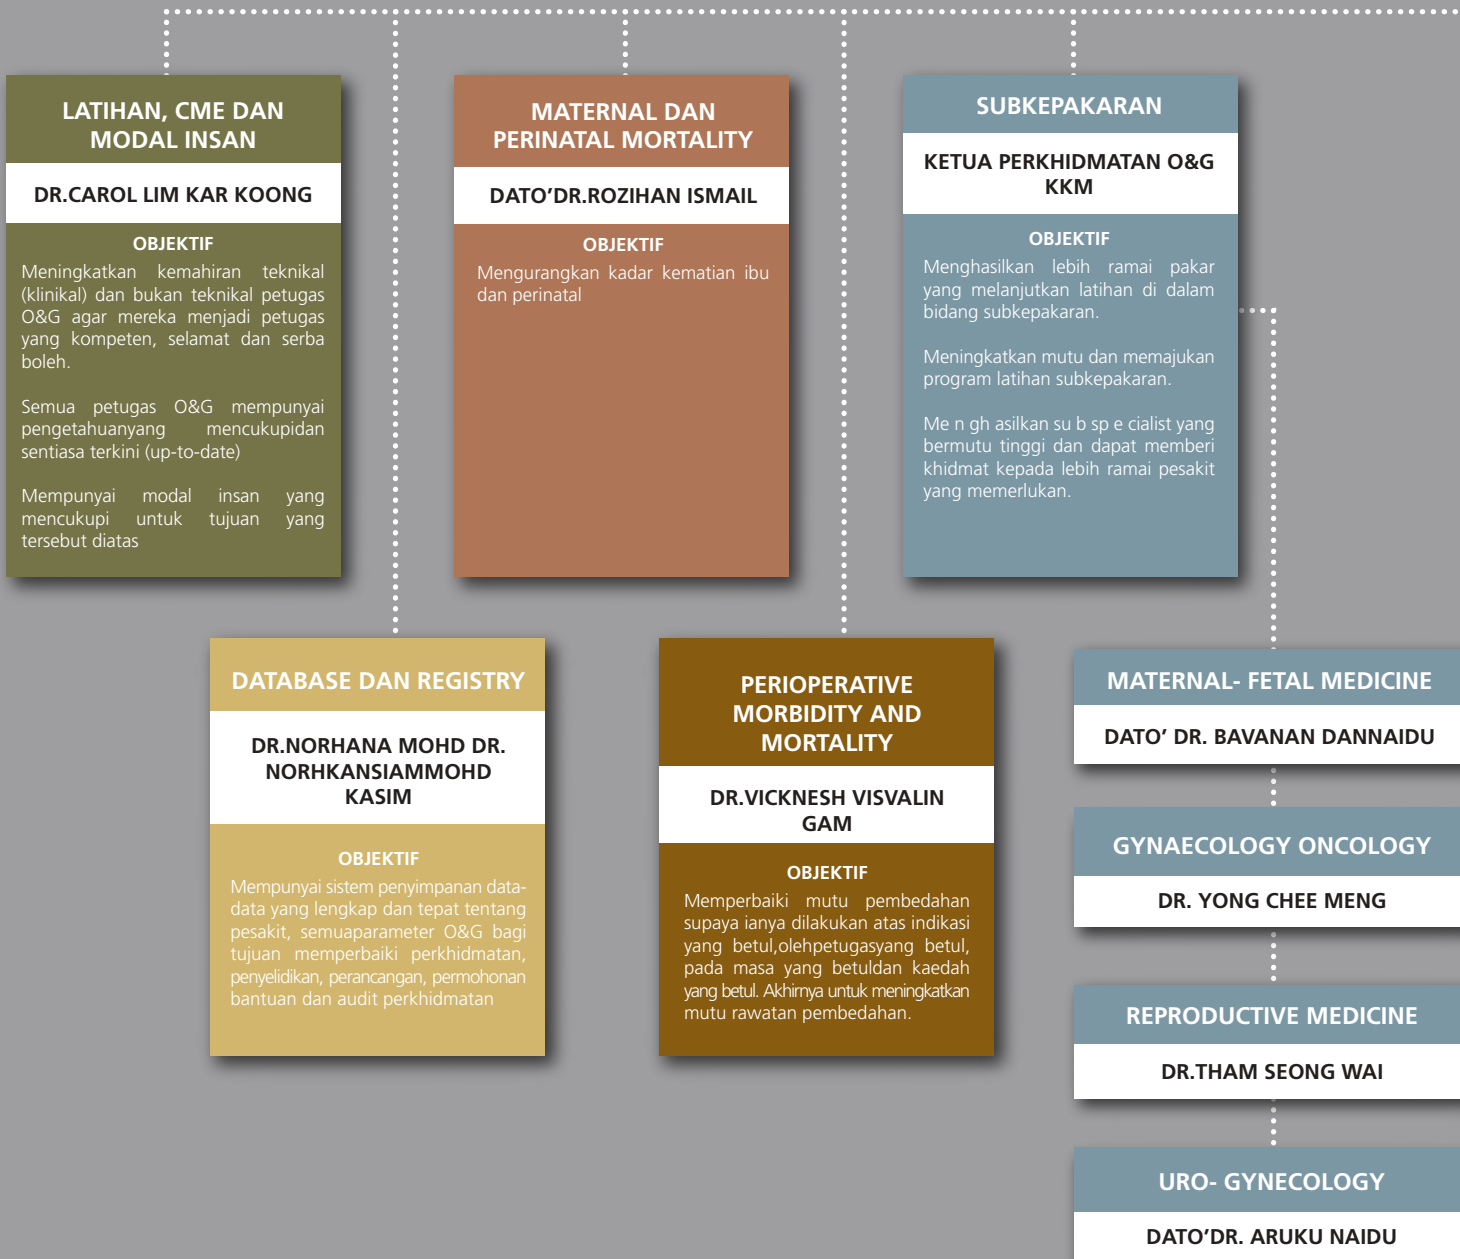 LATIHAN, CME DAN
MODAL INSAN
DR.CAROL LIM KAR KOONG
OBJEKTIF
Meningkatkan kemahiran teknikal
(klinikal) dan bukan teknikal petugas
O&G agar mereka menjadi petugas
yang kompeten, selamat dan serba
boleh.
Semua petugas O&G mempunyai
pengetahuanyang mencukupidan
sentiasa terkini (up-to-date)
Mempunyai modal insan yang
mencukupi untuk tujuan yang
tersebut diatas
MATERNAL DAN
PERINATAL MORTALITY
DATO'DR.ROZIHAN ISMAIL
OBJEKTIF
Mengurangkan kadar kematian ibu
dan perinatal
SUBKEPAKARAN
KETUA PERKHIDMATAN O&G
KKM
OBJEKTIF
Menghasilkan lebih ramai pakar
yang melanjutkan latihan di dalam
bidang subkepakaran.
Meningkatkan mutu dan memajukan
program latihan subkepakaran.
Me n gh asilkan su b sp e cialist yang
bermutu tinggi dan dapat memberi
khidmat kepada lebih ramai pesakit
yang memerlukan.
DATABASE DAN REGISTRY
DR.NORHANA MOHD DR.
NORHKANSIAMMOHD
KASIM
OBJEKTIF
Mempunyai sistem penyimpanan data-
data yang lengkap dan tepat tentang
pesakit, semuaparameter O&G bagi
tujuan memperbaiki perkhidmatan,
penyelidikan, perancangan, permohonan
bantuan dan audit perkhidmatan
PERIOPERATIVE
MORBIDITY AND
MORTALITY
DR.VICKNESH VISVALIN
GAM
OBJEKTIF
Memperbaiki mutu pembedahan
supaya ianya dilakukan atas indikasi
yang betul,olehpetugasyang betul,
pada masa yang betuldan kaedah
yang betul. Akhirnya untuk meningkatkan
mutu rawatan pembedahan.
MATERNAL- FETAL MEDICINE
DATO' DR. BAVANAN DANNAIDU
GYNAECOLOGY ONCOLOGY
DR. YONG CHEE MENG
REPRODUCTIVE MEDICINE
DR.THAM SEONG WAI
URO- GYNECOLOGY
DATO'DR. ARUKU NAIDU